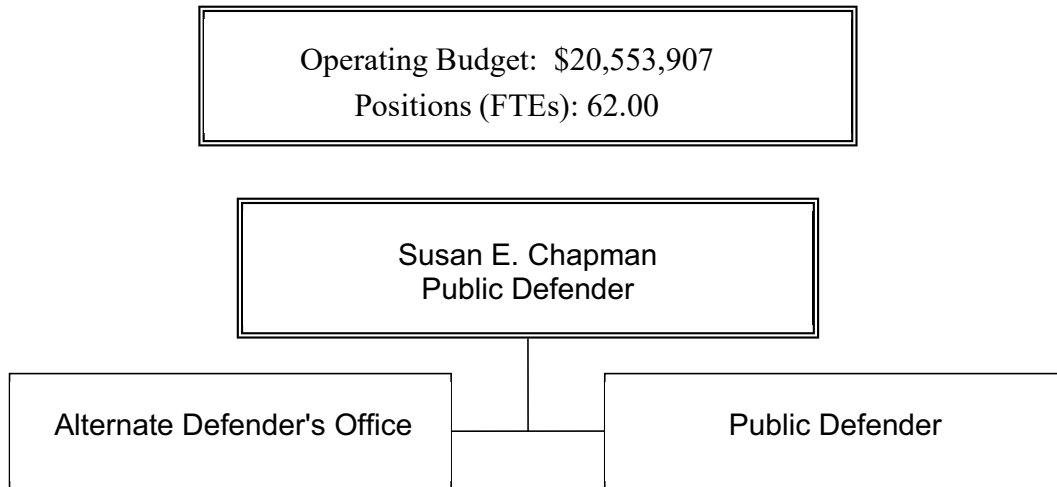 Operating Budget:  $20,553,907
Positions (FTEs): 62.00
Susan E. Chapman
Public Defender
Alternate Defender's Office
Public Defender